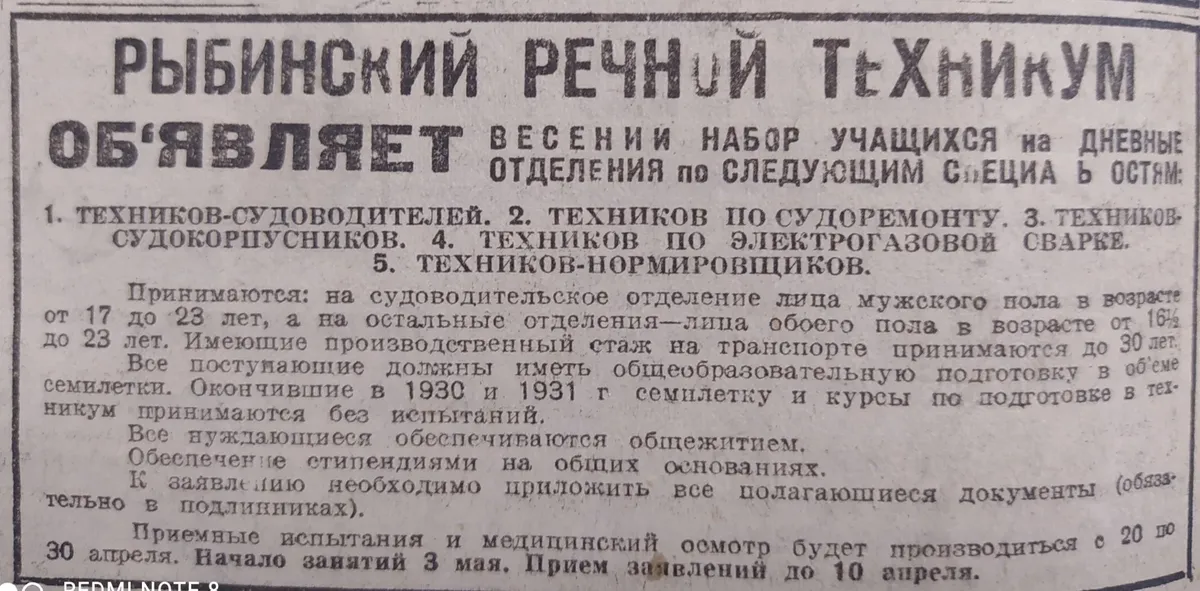 РЫБИНСКИЙ РЕЧНОЙ ТЕХНИКУМ
ОБ‘ЯВЛЯЕТ ВЕСЕНИЙ НАБОР УЧАЩИХСЯ на ДНЕВНЫЕ
ОТДЕЛЕНИЯ по СЛЕДУЮЩИМ СПЕЦИА Ь ОСТЯМ:
1. ТЕХНИКОВ-СУДОВОДИТЕЛЕЙ. 2. ТЕХНИКОВ ПО СУДОРЕМОНТУ. 3. ТЕХНИКОВ-
СУДОКОРПУСНИКОВ. 4. ТЕХНИКОВ ПО ЭЛЕКТРОГАЗОВОЙ СВАРКЕ.
5. ТЕХНИКОВ-НОРМИРОВЩИКОВ.
Принимаются: на судоводительское отделение лица мужского пола в возрасте
от 17 до 23 лет, а на остальные отделения—лица обоего пола в возрасте от 16½
до 23 лет. Имеющие производственный стаж на транспорте принимаются до 30 лет.
Все поступающие должны иметь общеобразовательную подготовку в об‘еме
семилетки. Окончившие в 1930 и 1931 г семилетку и курсы по подготовке в тех-
никум принимаются без испытаний.
Все нуждающиеся обеспечиваются общежитием.
Обеспечение стипендиями на общих основаниях.
К заявлению необходимо приложить все полагающиеся документы (обяза-
тельно в подлинниках).
Приемные испытания и медицинский осмотр будет производиться с 20 по
30 апреля. Начало занятий 3 мая. Прием заявлений до 10 апреля.
REDMI NOTE 8